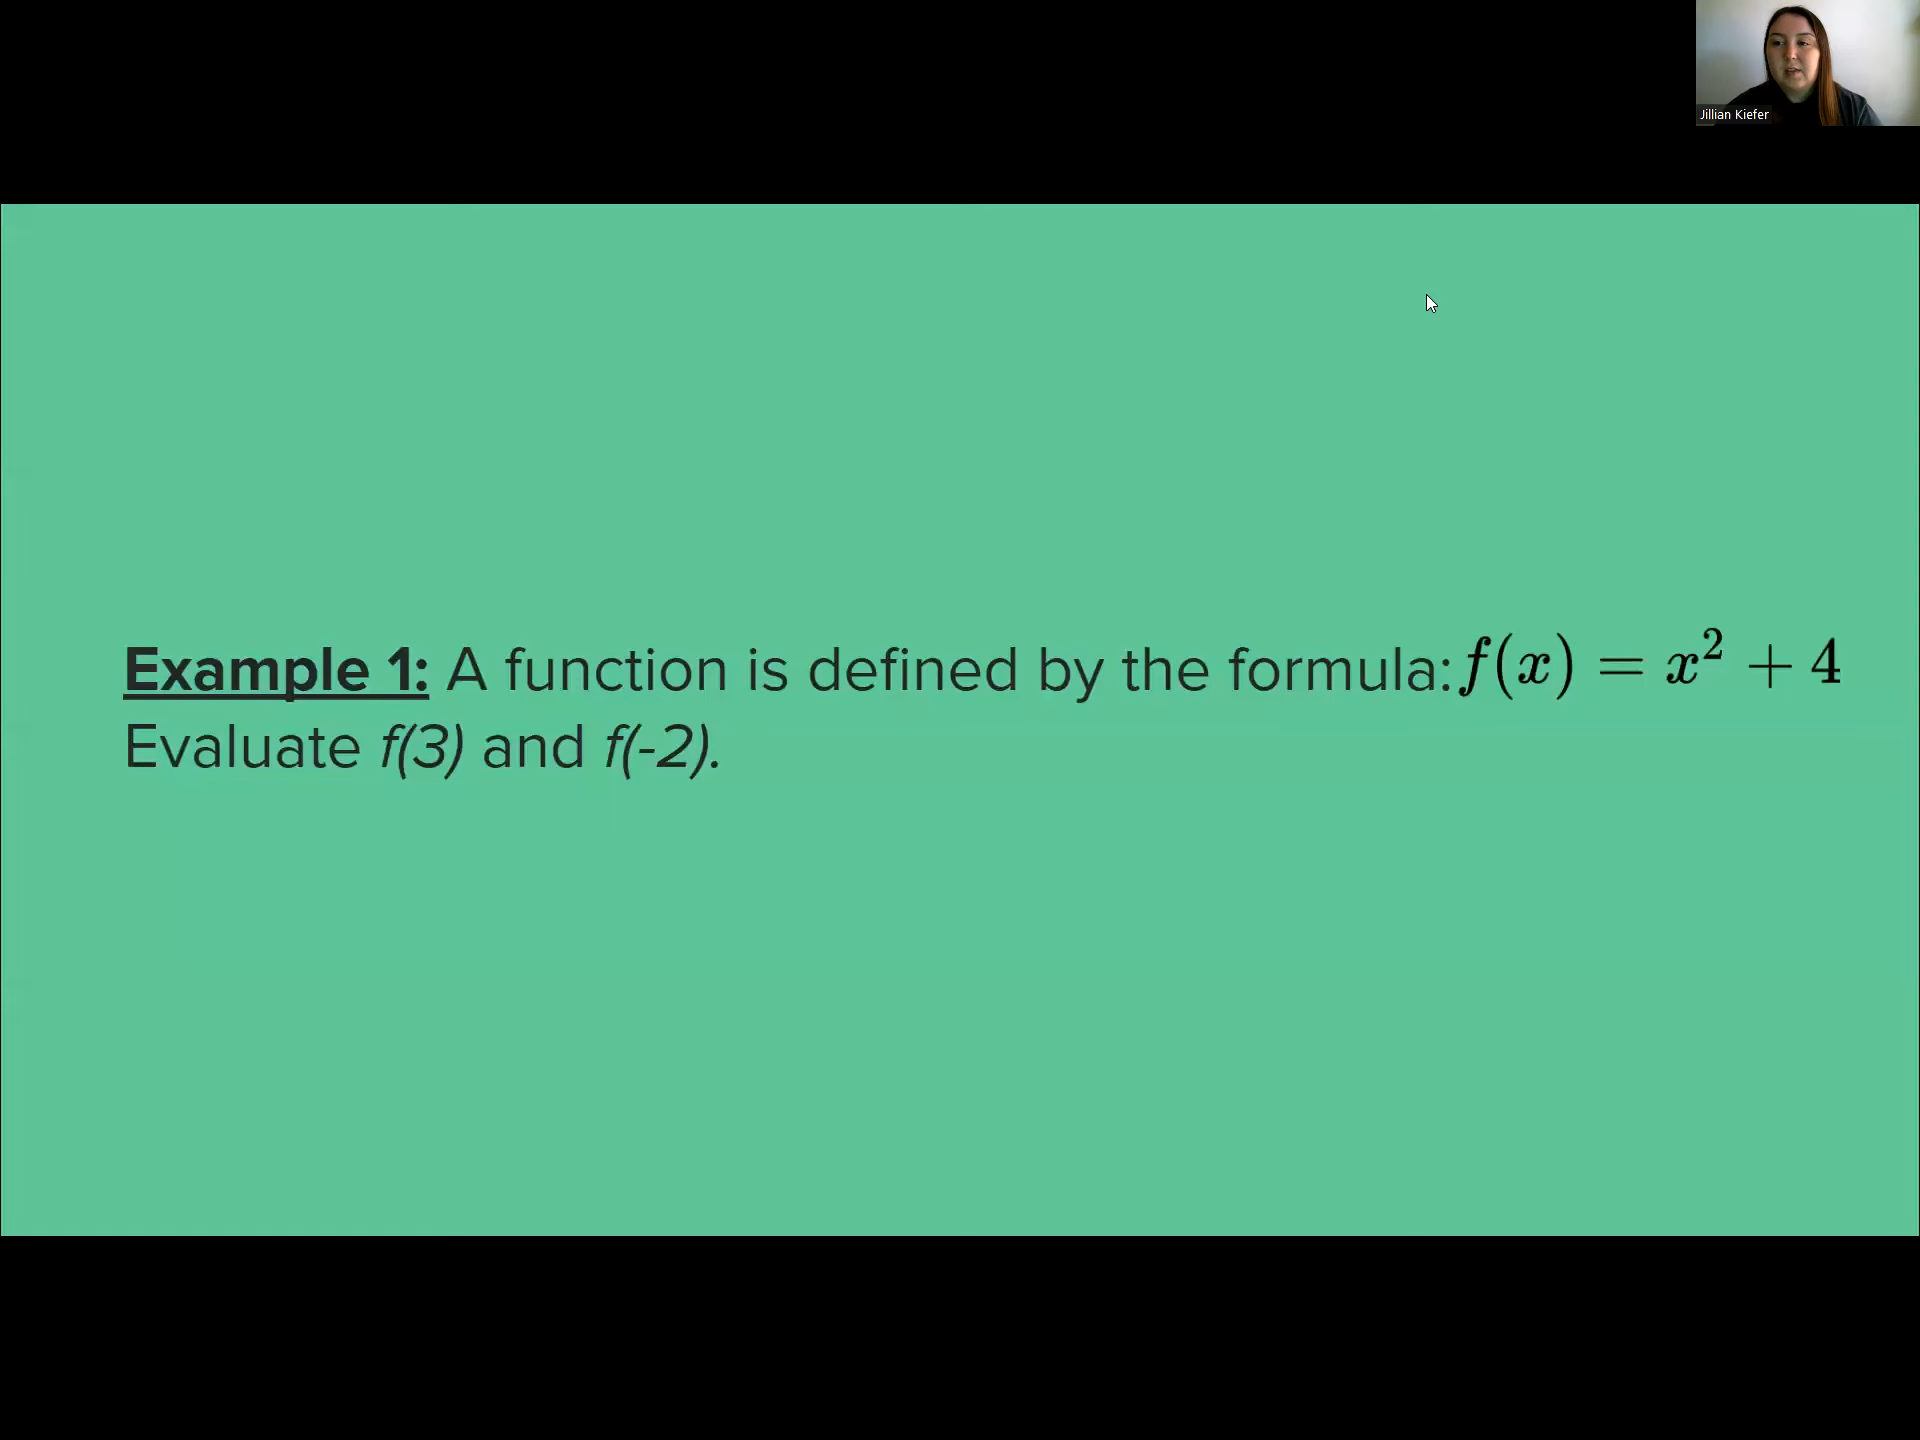 Jillian Kiefer
Example 1: A function is defined by the formula: f(x) = x² + 4
Evaluate f(3) and f(-2).